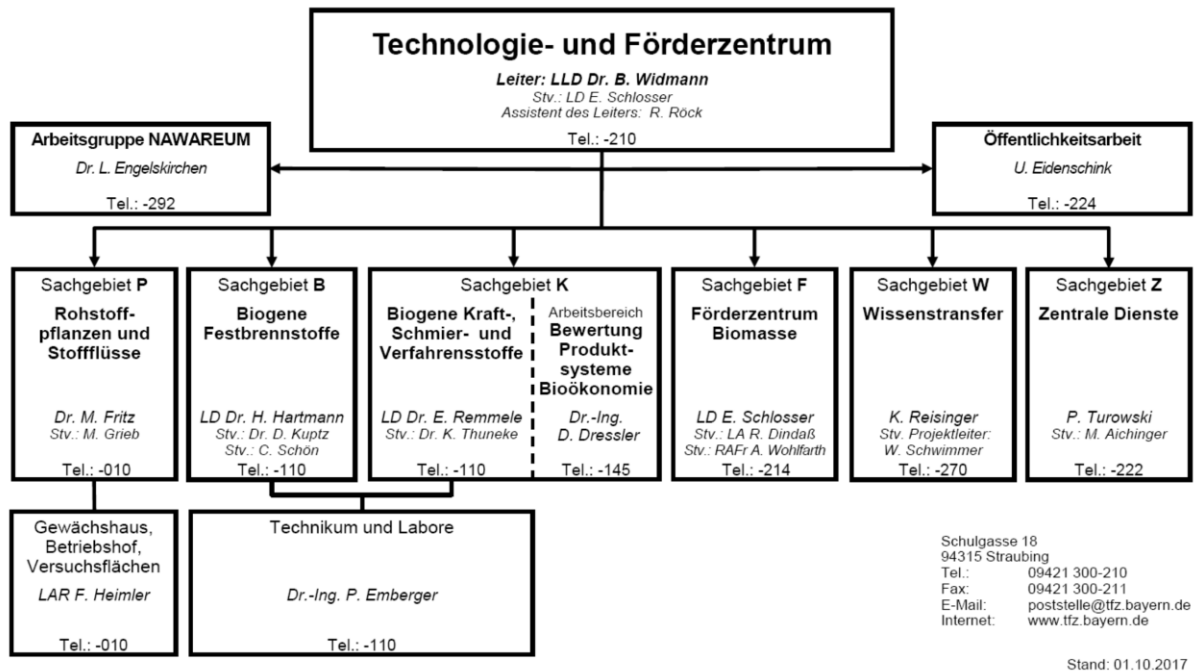 Technologie- und Förderzentrum
Leiter: LLD Dr. B. Widmann
Stv.: LD E. Schlosser
Assistent des Leiters: R. Röck
Tel.: -210
Arbeitsgruppe NAWAREUM
Dr. L. Engelskirchen
Tel.: -292
Öffentlichkeitsarbeit
U. Eidenschink
Tel.: -224
Sachgebiet P
Rohstoff-
pflanzen und
Stoffflüsse
Dr. M. Fritz
Stv.: M. Grieb
Tel.: -010
Sachgebiet B
Biogene
Festbrennstoffe
LD Dr. H. Hartmann
Stv.: Dr. D. Kuptz
Stv.: C. Schön
Tel.: -110
Sachgebiet K
Biogene Kraft-,
Schmier- und
Verfahrensstoffe
LD Dr. E. Remmele
Stv.: Dr. K. Thuneke
Tel.: -110
Arbeitsbereich
Bewertung
Produkt-
systeme
Bioökonomie
Dr.-Ing.
D. Dressler
Tel.: -145
Sachgebiet F
Förderzentrum
Biomasse
LD E. Schlosser
Stv.: LA R. Dindaß
Stv.: RAFr A. Wohlfarth
Tel.: -214
Sachgebiet W
Wissenstransfer
K. Reisinger
Stv. Projektleiter:
W. Schwimmer
Tel.: -270
Sachgebiet Z
Zentrale Dienste
P. Turowski
Stv.: M. Aichinger
Tel.: -222
Gewächshaus,
Betriebshof,
Versuchsflächen
LAR F. Heimler
Tel.: -010
Technikum und Labore
Dr.-Ing. P. Emberger
Tel.: -110
Schulgasse 18
94315 Straubing
Tel.: 09421 300-210
Fax: 09421 300-211
E-Mail: poststelle@tfz.bayern.de
Internet: www.tfz.bayern.de
Stand: 01.10.2017